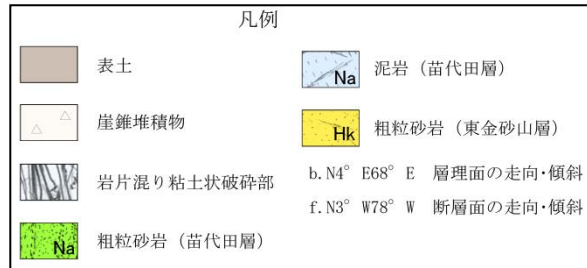 凡例
表土
崖錐堆積物
岩片混り粘土状破砕部
Na
粗粒砂岩（苗代田層）
Na
泥岩（苗代田層）
Hk
粗粒砂岩（東金砂山層）
b.N4° E68° E 層理面の走向・傾斜
f.N3° W78° W 断層面の走向・傾斜